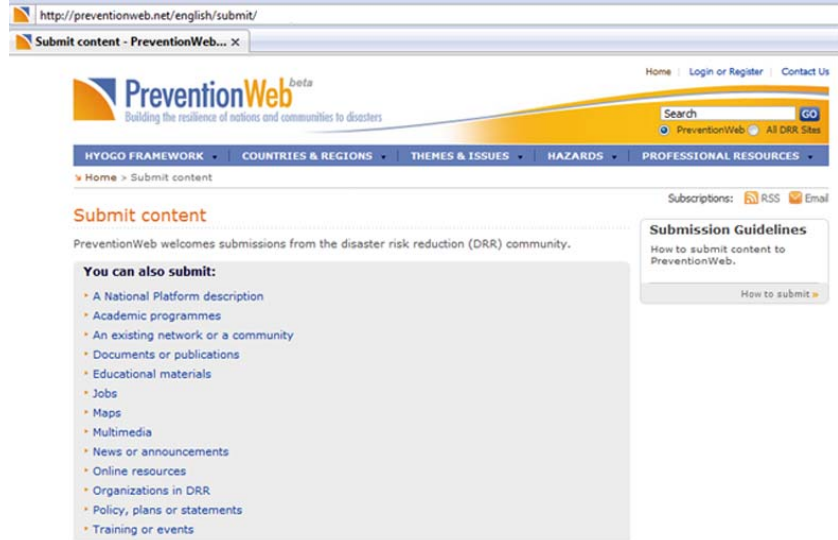 http://preventionweb.net/english/submit/
Submit content - PreventionWeb... x
Home | Login or Register | Contact Us
PreventionWeb beta
Building the resilience of nations and communities to disasters
Search GO
PreventionWeb All DRR Sites
HYOGO FRAMEWORK COUNTRIES & REGIONS THEMES & ISSUES HAZARDS PROFESSIONAL RESOURCES
Home > Submit content
Subscriptions: RSS Email
Submit content
PreventionWeb welcomes submissions from the disaster risk reduction (DRR) community.
You can also submit:
A National Platform description
Academic programmes
An existing network or a community
Documents or publications
Educational materials
Jobs
Maps
Multimedia
News or announcements
Online resources
Organizations in DRR
Policy, plans or statements
Training or events
Submission Guidelines
How to submit content to
PreventionWeb.
How to submit »